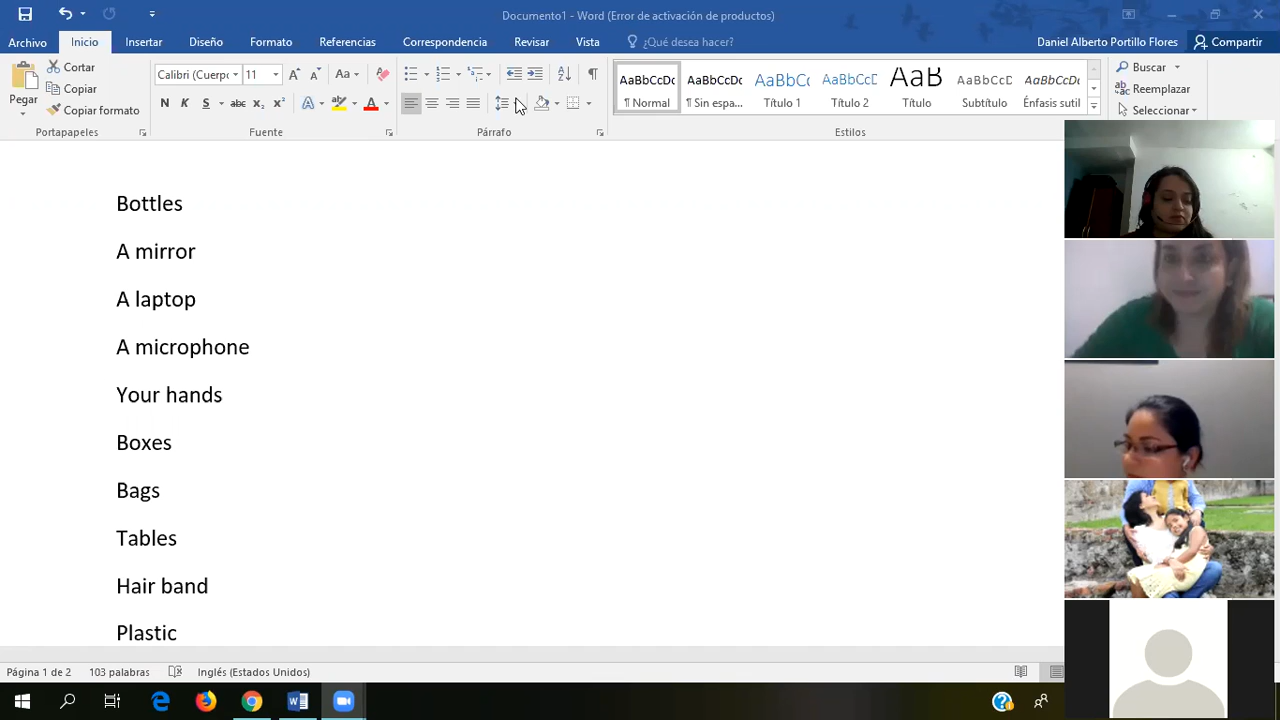 Documento1 - Word (Error de activación de productos)
Archivo Inicio Insertar Diseño Formato Referencias Correspondencia Revisar Vista ¿Qué desea hacer? Daniel Alberto Portillo Flores Compartir
Pegar
Cortar
Copiar
Copiar formato
Portapapeles
Calibri (Cuerpo 11
N K S abc x₂ x²
Fuente
Párrafo
AaBbCcDc AaBbCcDc AaBbCc AaBbCcD AaB AaBbCcD AaBbCcDc
¶ Normal ¶ Sin espa... Título 1 Título 2 Título Subtítulo Énfasis sutil
Estilos
Buscar
Reemplazar
Seleccionar
Bottles
A mirror
A laptop
A microphone
Your hands
Boxes
Bags
Tables
Hair band
Plastic
Página 1 de 2 103 palabras Inglés (Estados Unidos)